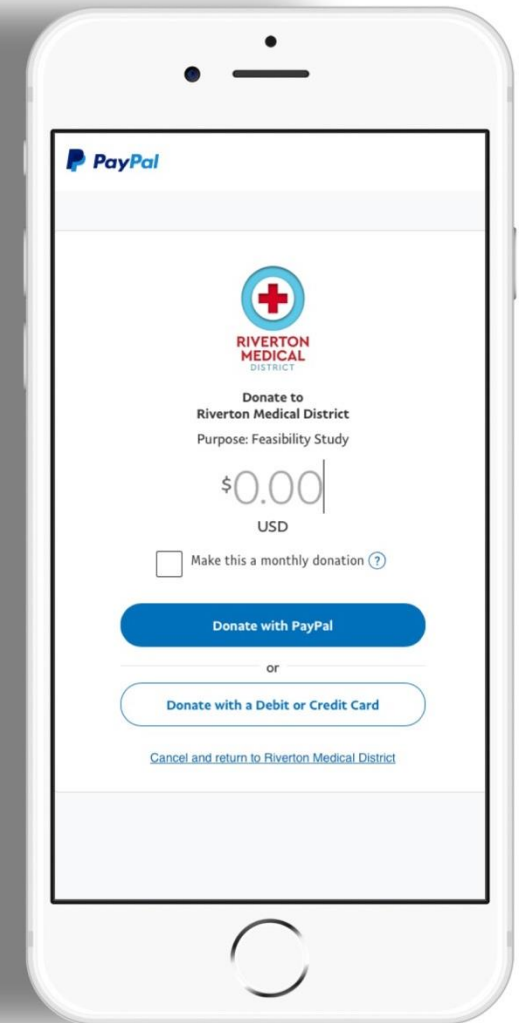 PayPal
RIVERTON
MEDICAL
DISTRICT
Donate to
Riverton Medical District
Purpose: Feasibility Study
$0.00
USD
Make this a monthly donation ?
Donate with PayPal
or
Donate with a Debit or Credit Card
Cancel and return to Riverton Medical District